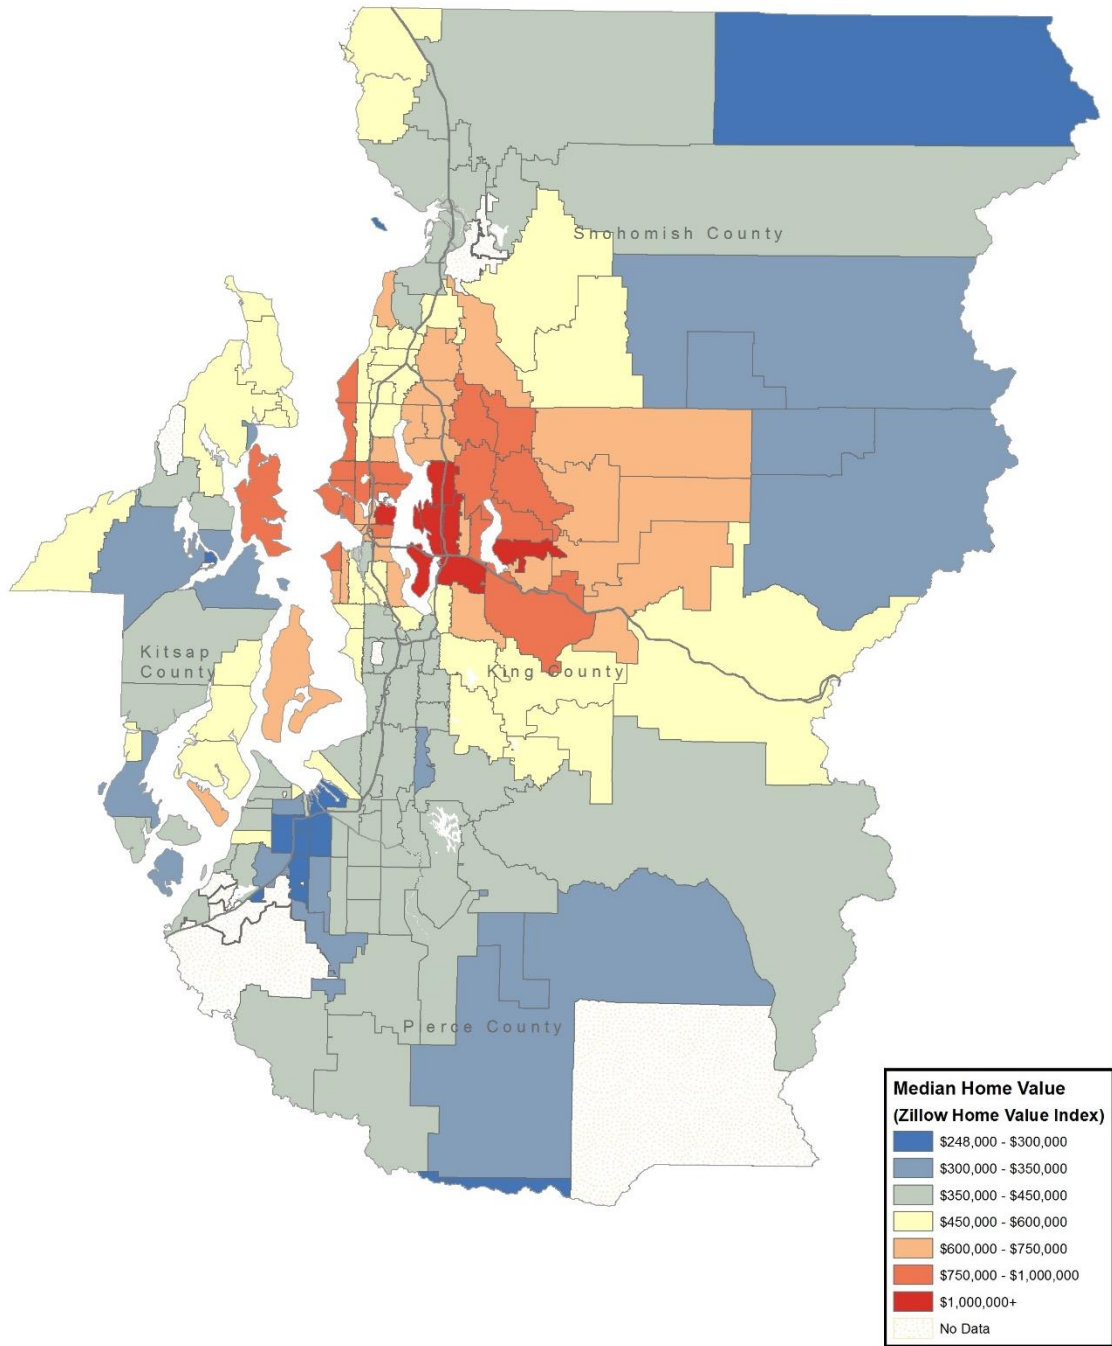 Snohomish County
Kitsap
County
King County
Pierce County
Median Home Value
(Zillow Home Value Index)
$248,000 - $300,000
$300,000 - $350,000
$350,000 - $450,000
$450,000 - $600,000
$600,000 - $750,000
$750,000 - $1,000,000
$1,000,000+
No Data